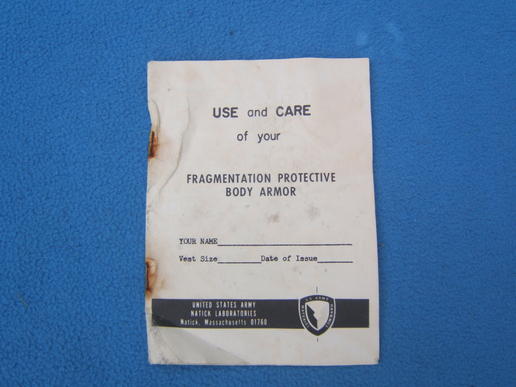 USE and CARE
of your
FRAGMENTATION PROTECTIVE
BODY ARMOR
YOUR NAME
Vest Size Date of Issue
UNITED STATES ARMY
NATICK LABORATORIES
Natick, Massachusetts 01760